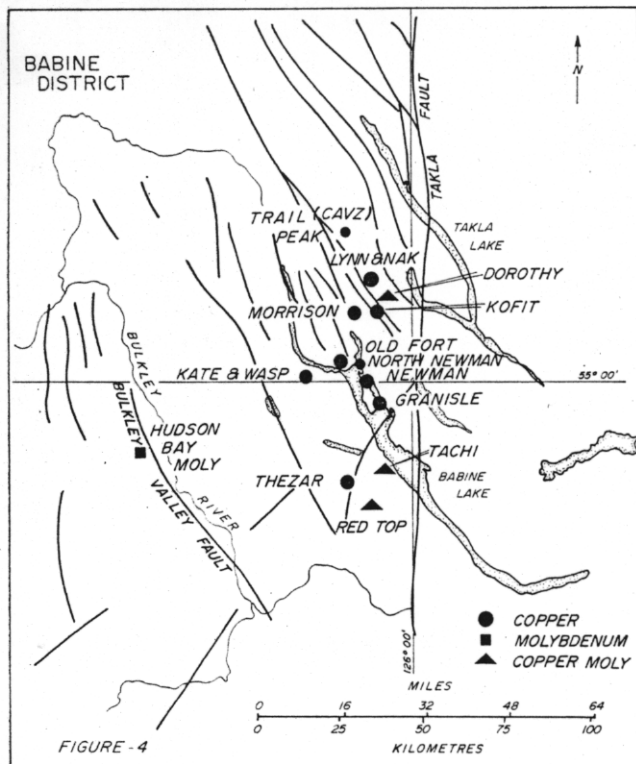 BABINE
DISTRICT
N
FAULT
TAKLA
TRAIL (CAVZ)
PEAK
TAKLA
LAKE
LYNN & NAK
DOROTHY
MORRISON
KOFIT
OLD FORT
NORTH NEWMAN
KATE & WASP
NEWMAN
55° 00'
GRANISLE
BULKLEY
BULKLEY
HUDSON
BAY
MOLY
TACHI
THEZAR
BABINE
LAKE
VALLEY
RIVER
RED TOP
FAULT
COPPER
MOLYBDENUM
COPPER MOLY
126° 00'
MILES
0 16 32 48 64
0 25 50 75 100
KILOMETRES
FIGURE - 4